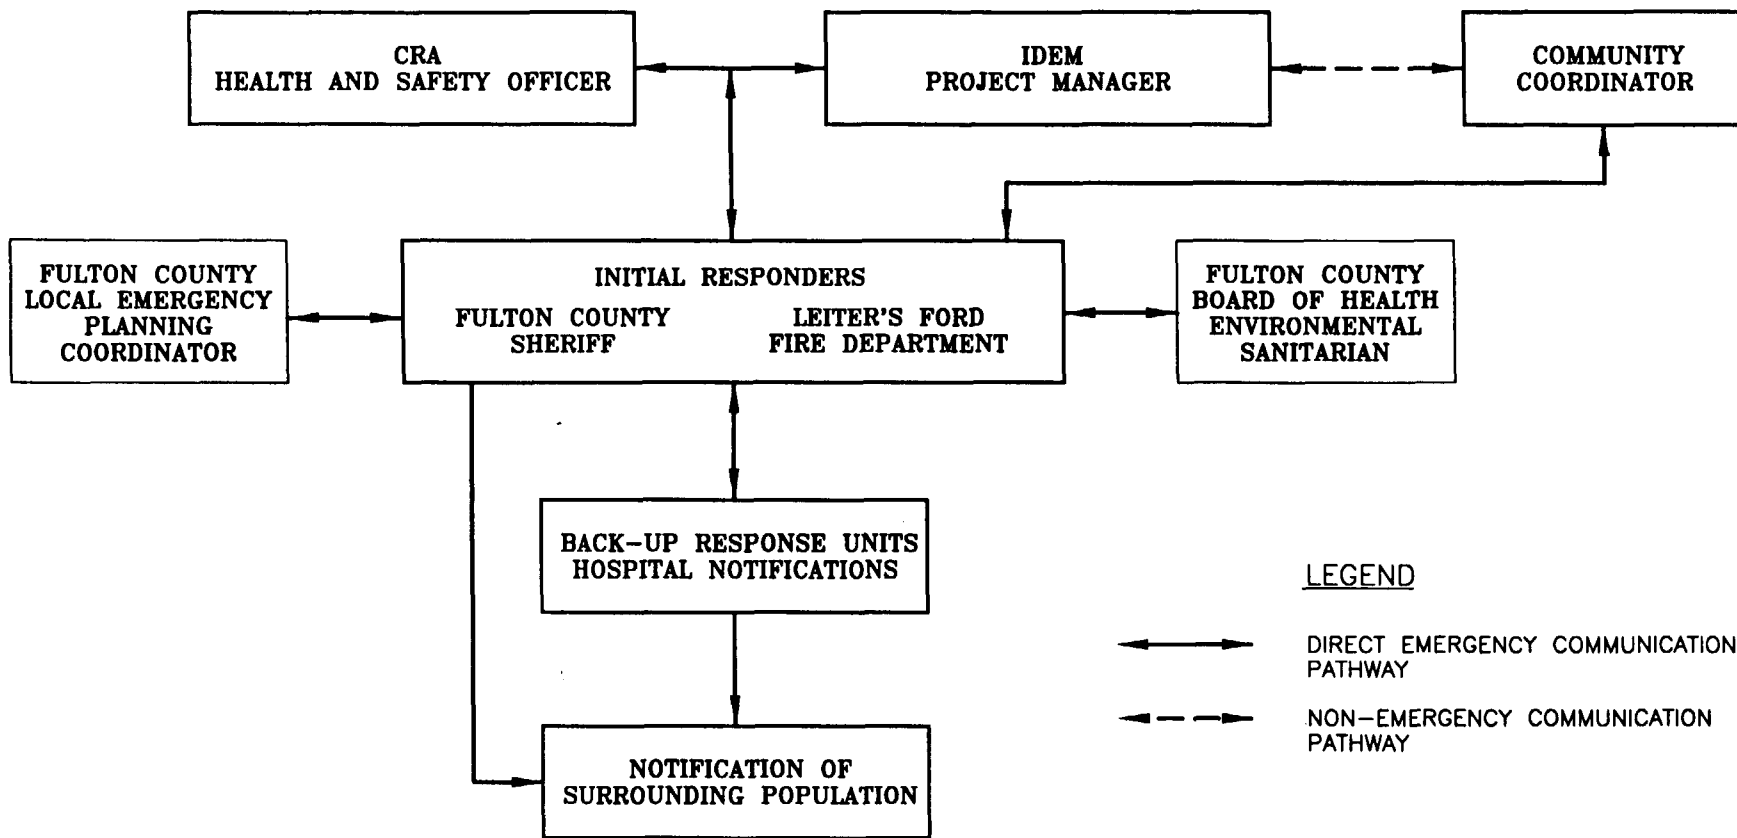 CRA
HEALTH AND SAFETY OFFICER
IDEM
PROJECT MANAGER
COMMUNITY
COORDINATOR
FULTON COUNTY
LOCAL EMERGENCY
PLANNING
COORDINATOR
INITIAL RESPONDERS
FULTON COUNTY
SHERIFF
LEITER'S FORD
FIRE DEPARTMENT
FULTON COUNTY
BOARD OF HEALTH
ENVIRONMENTAL
SANITARIAN
BACK-UP RESPONSE UNITS
HOSPITAL NOTIFICATIONS
NOTIFICATION OF
SURROUNDING POPULATION
LEGEND
DIRECT EMERGENCY COMMUNICATION
PATHWAY
NON-EMERGENCY COMMUNICATION
PATHWAY